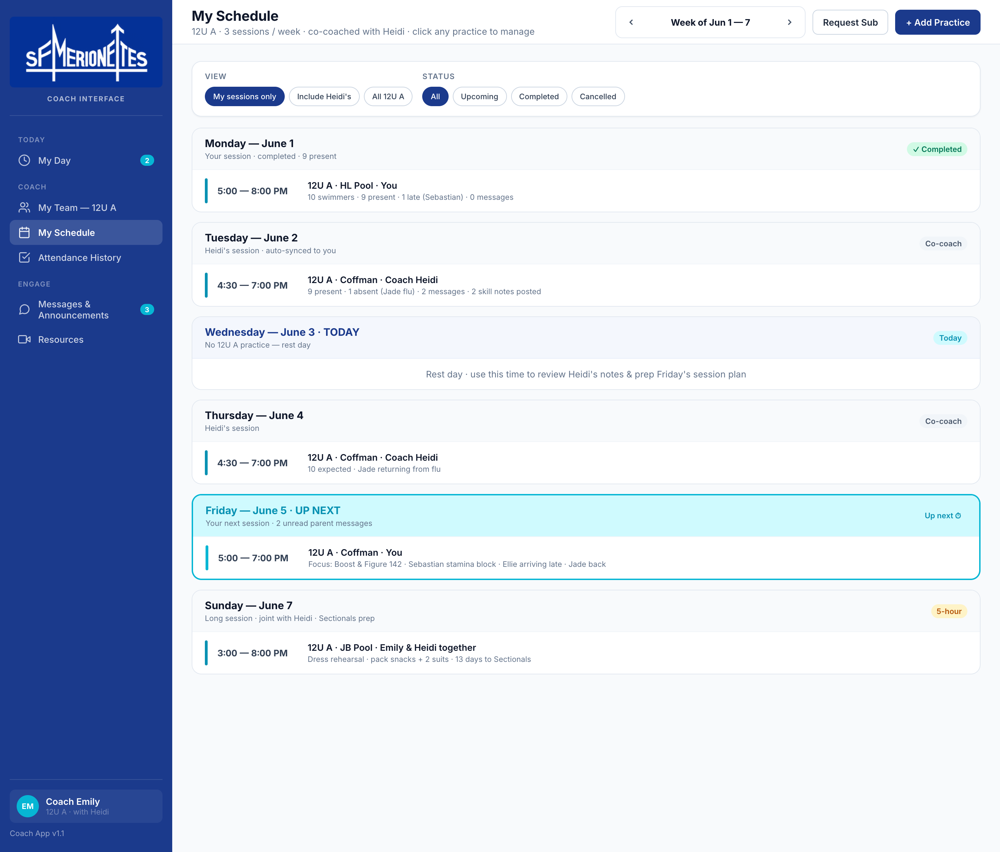 SFMERIONETTES
COACH INTERFACE
TODAY
My Day 2
COACH
My Team — 12U A
My Schedule
Attendance History
ENGAGE
Messages &
Announcements 3
Resources
EM
Coach Emily
12U A · with Heidi
Coach App v1.1
My Schedule
12U A · 3 sessions / week · co-coached with Heidi · click any practice to manage
‹ Week of Jun 1 — 7 ›
Request Sub
+ Add Practice
VIEW
My sessions only Include Heidi's All 12U A
STATUS
All Upcoming Completed Cancelled
Monday — June 1
Your session · completed · 9 present
✓ Completed
5:00 — 8:00 PM
12U A · HL Pool · You
10 swimmers · 9 present · 1 late (Sebastian) · 0 messages
Tuesday — June 2
Heidi's session · auto-synced to you
Co-coach
4:30 — 7:00 PM
12U A · Coffman · Coach Heidi
9 present · 1 absent (Jade flu) · 2 messages · 2 skill notes posted
Wednesday — June 3 · TODAY
No 12U A practice — rest day
Today
Rest day · use this time to review Heidi's notes & prep Friday's session plan
Thursday — June 4
Heidi's session
Co-coach
4:30 — 7:00 PM
12U A · Coffman · Coach Heidi
10 expected · Jade returning from flu
Friday — June 5 · UP NEXT
Your next session · 2 unread parent messages
Up next ⏱
5:00 — 7:00 PM
12U A · Coffman · You
Focus: Boost & Figure 142 · Sebastian stamina block · Ellie arriving late · Jade back
Sunday — June 7
Long session · joint with Heidi · Sectionals prep
5-hour
3:00 — 8:00 PM
12U A · JB Pool · Emily & Heidi together
Dress rehearsal · pack snacks + 2 suits · 13 days to Sectionals